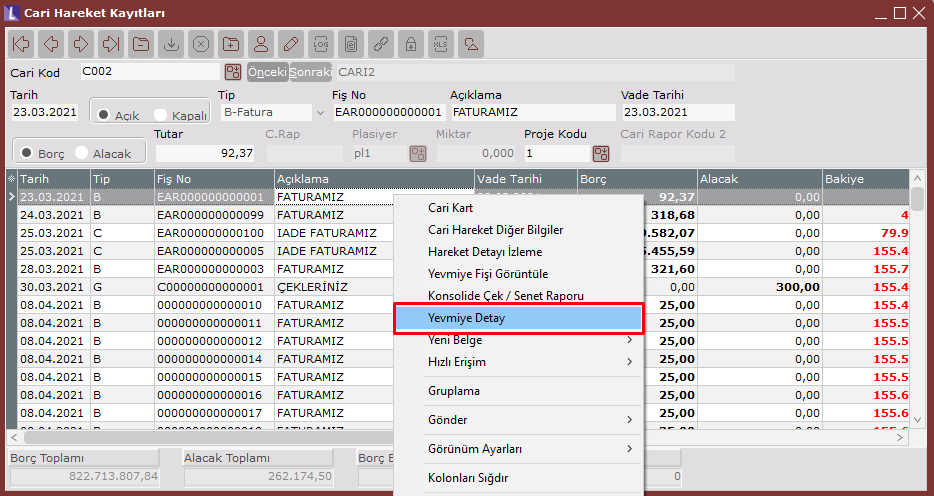 Cari Hareket Kayıtları
LOG XLS
Cari Kod C002 Önceki Sonraki CARI2
Tarih Açık Kapalı Tip Fiş No Açıklama Vade Tarihi
23.03.2021 B-Fatura EAR000000000001 FATURAMIZ 23.03.2021
Borç Alacak Tutar C.Rap Plasiyer Miktar Proje Kodu Cari Rapor Kodu 2
92,37 pl1 0,000 1
Tarih Tip Fiş No Açıklama Vade Tarihi Borç Alacak Bakiye
23.03.2021 B EAR000000000001 FATURAMIZ 92,37 0,00
24.03.2021 B EAR000000000099 FATURAMIZ 318,68 0,00 4
25.03.2021 C EAR000000000100 IADE FATURAMIZ .582,07 0,00 79.9
25.03.2021 C EAR000000000005 IADE FATURAMIZ .455,59 0,00 155.4
28.03.2021 B EAR000000000003 FATURAMIZ 321,60 0,00 155.7
30.03.2021 G C00000000000001 ÇEKLERİNİZ 0,00 300,00 155.4
08.04.2021 B 000000000000010 FATURAMIZ 25,00 0,00 155.4
08.04.2021 B 000000000000011 FATURAMIZ 25,00 0,00 155.5
08.04.2021 B 000000000000012 FATURAMIZ 25,00 0,00 155.5
08.04.2021 B 000000000000014 FATURAMIZ 25,00 0,00 155.5
08.04.2021 B 000000000000015 FATURAMIZ 25,00 0,00 155.5
08.04.2021 B 000000000000016 FATURAMIZ 25,00 0,00 155.6
08.04.2021 B 000000000000017 FATURAMIZ 25,00 0,00 155.6
Cari Kart
Cari Hareket Diğer Bilgiler
Hareket Detayı İzleme
Yevmiye Fişi Görüntüle
Konsolide Çek / Senet Raporu
Yevmiye Detay
Yeni Belge
Hızlı Erişim
Gruplama
Gönder
Görünüm Ayarları
Kolonları Sığdır
Borç Toplamı Alacak Toplamı Borç
822.713.807,84 262.174,50 0